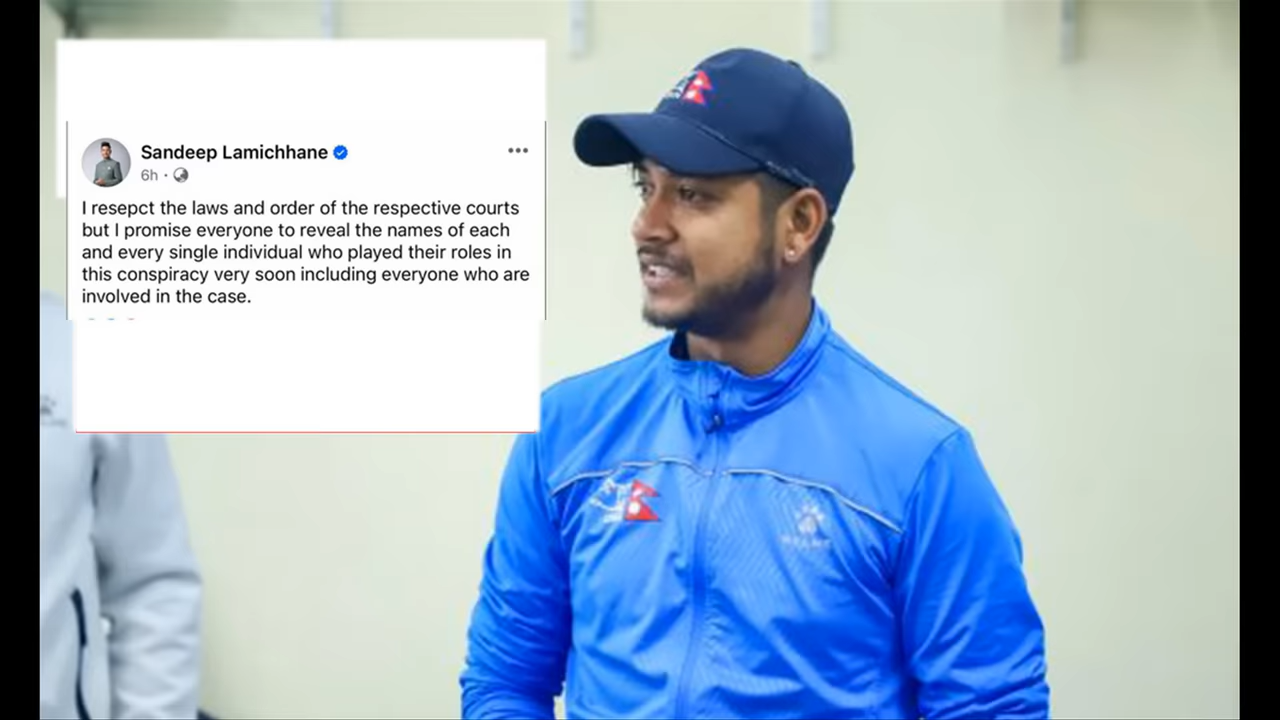 Sandeep Lamichhane
6h ·
I resepct the laws and order of the respective courts
but I promise everyone to reveal the names of each
and every single individual who played their roles in
this conspiracy very soon including everyone who are
involved in the case.